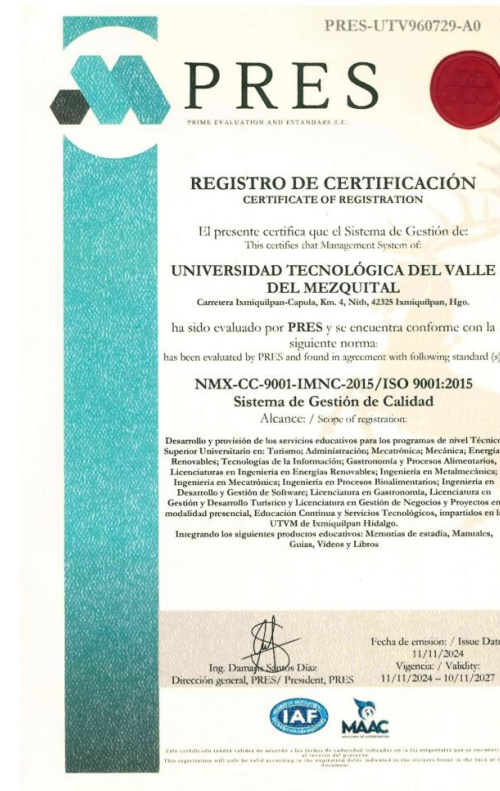 PRES-UTV960729-A0
PRES
PRIME EVALUATION AND ESTANDARS S.C.
REGISTRO DE CERTIFICACIÓN
CERTIFICATE OF REGISTRATION
El presente certifica que el Sistema de Gestión de:
This certifies that Management System of:
UNIVERSIDAD TECNOLÓGICA DEL VALLE
DEL MEZQUITAL
Carretera Ixmiquilpan-Capula, Km. 4, Nith, 42325 Ixmiquilpan, Hgo.
ha sido evaluado por PRES y se encuentra conforme con la
siguiente norma:
has been evaluated by PRES and found in agreement with following standard (s)
NMX-CC-9001-IMNC-2015/ISO 9001:2015
Sistema de Gestión de Calidad
Alcance: / Scope of registration:
Desarrollo y provisión de los servicios educativos para los programas de nivel Técnico
Superior Universitario en: Turismo; Administración; Mecatrónica; Mecánica; Energía
Renovables; Tecnologías de la Información; Gastronomía y Procesos Alimentarios,
Licenciaturas en Ingeniería en Energías Renovables; Ingeniería en Metalmecánica;
Ingeniería en Mecatrónica; Ingeniería en Procesos Bioalimentarios; Ingeniería en
Desarrollo y Gestión de Software; Licenciatura en Gastronomía, Licenciatura en
Gestión y Desarrollo Turístico y Licenciatura en Gestión de Negocios y Proyectos en
modalidad presencial, Educación Continua y Servicios Tecnológicos, impartidos en l
UTVM de Ixmiquilpan Hidalgo.
Integrando los siguientes productos educativos: Memorias de estadía, Manuales,
Guías, Videos y Libros
Ing. Damaris Santos Díaz
Dirección general, PRES/ President, PRES
Fecha de emisión: / Issue Date
11/11/2024
Vigencia: / Validity:
11/11/2024 – 10/11/2027
IAF
MAAC